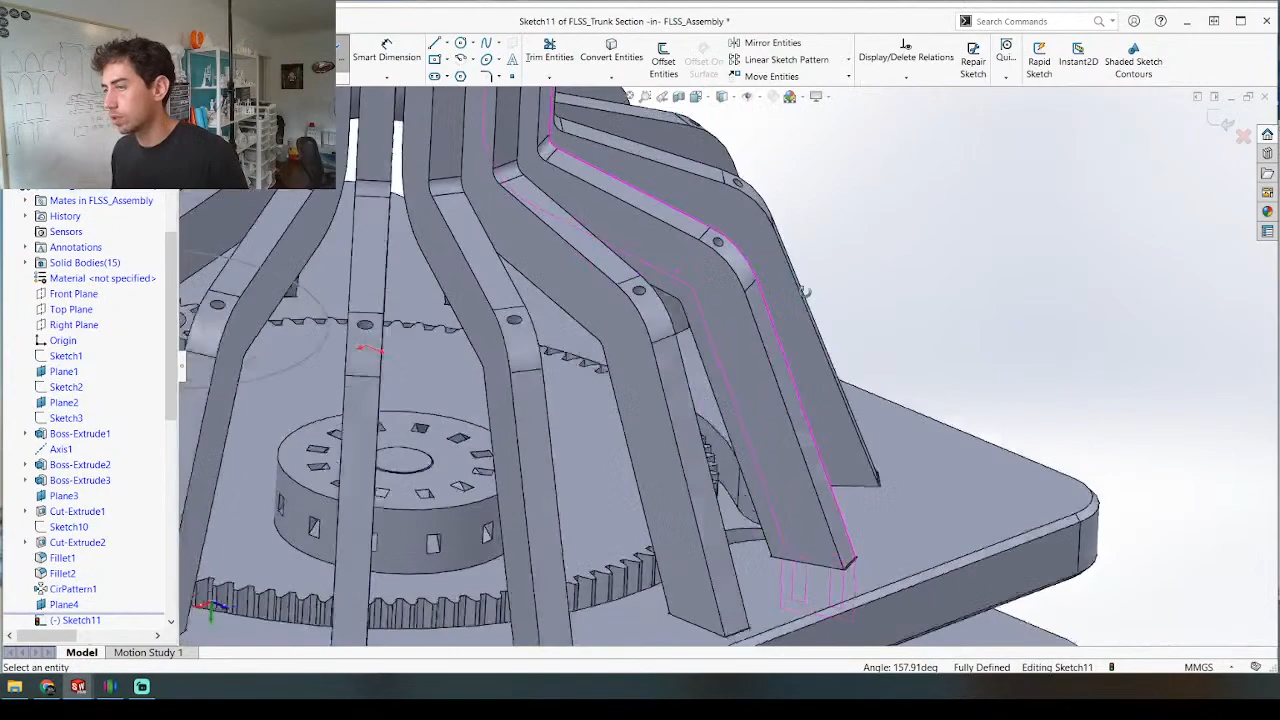 Sketch11 of FLSS_Trunk Section -in- FLSS_Assembly *
Search Commands
Smart Dimension
Trim Entities
Convert Entities
Offset Entities
Offset On Surface
Mirror Entities
Linear Sketch Pattern
Move Entities
Display/Delete Relations
Repair Sketch
Qui...
Rapid Sketch
Instant2D
Shaded Sketch Contours
Mates in FLSS_Assembly
History
Sensors
Annotations
Solid Bodies(15)
Material <not specified>
Front Plane
Top Plane
Right Plane
Origin
Sketch1
Plane1
Sketch2
Plane2
Sketch3
Boss-Extrude1
Axis1
Boss-Extrude2
Boss-Extrude3
Plane3
Cut-Extrude1
Sketch10
Cut-Extrude2
Fillet1
Fillet2
CirPattern1
Plane4
(-) Sketch11
Model
Motion Study 1
Select an entity
Angle: 157.91deg
Fully Defined
Editing Sketch11
MMGS